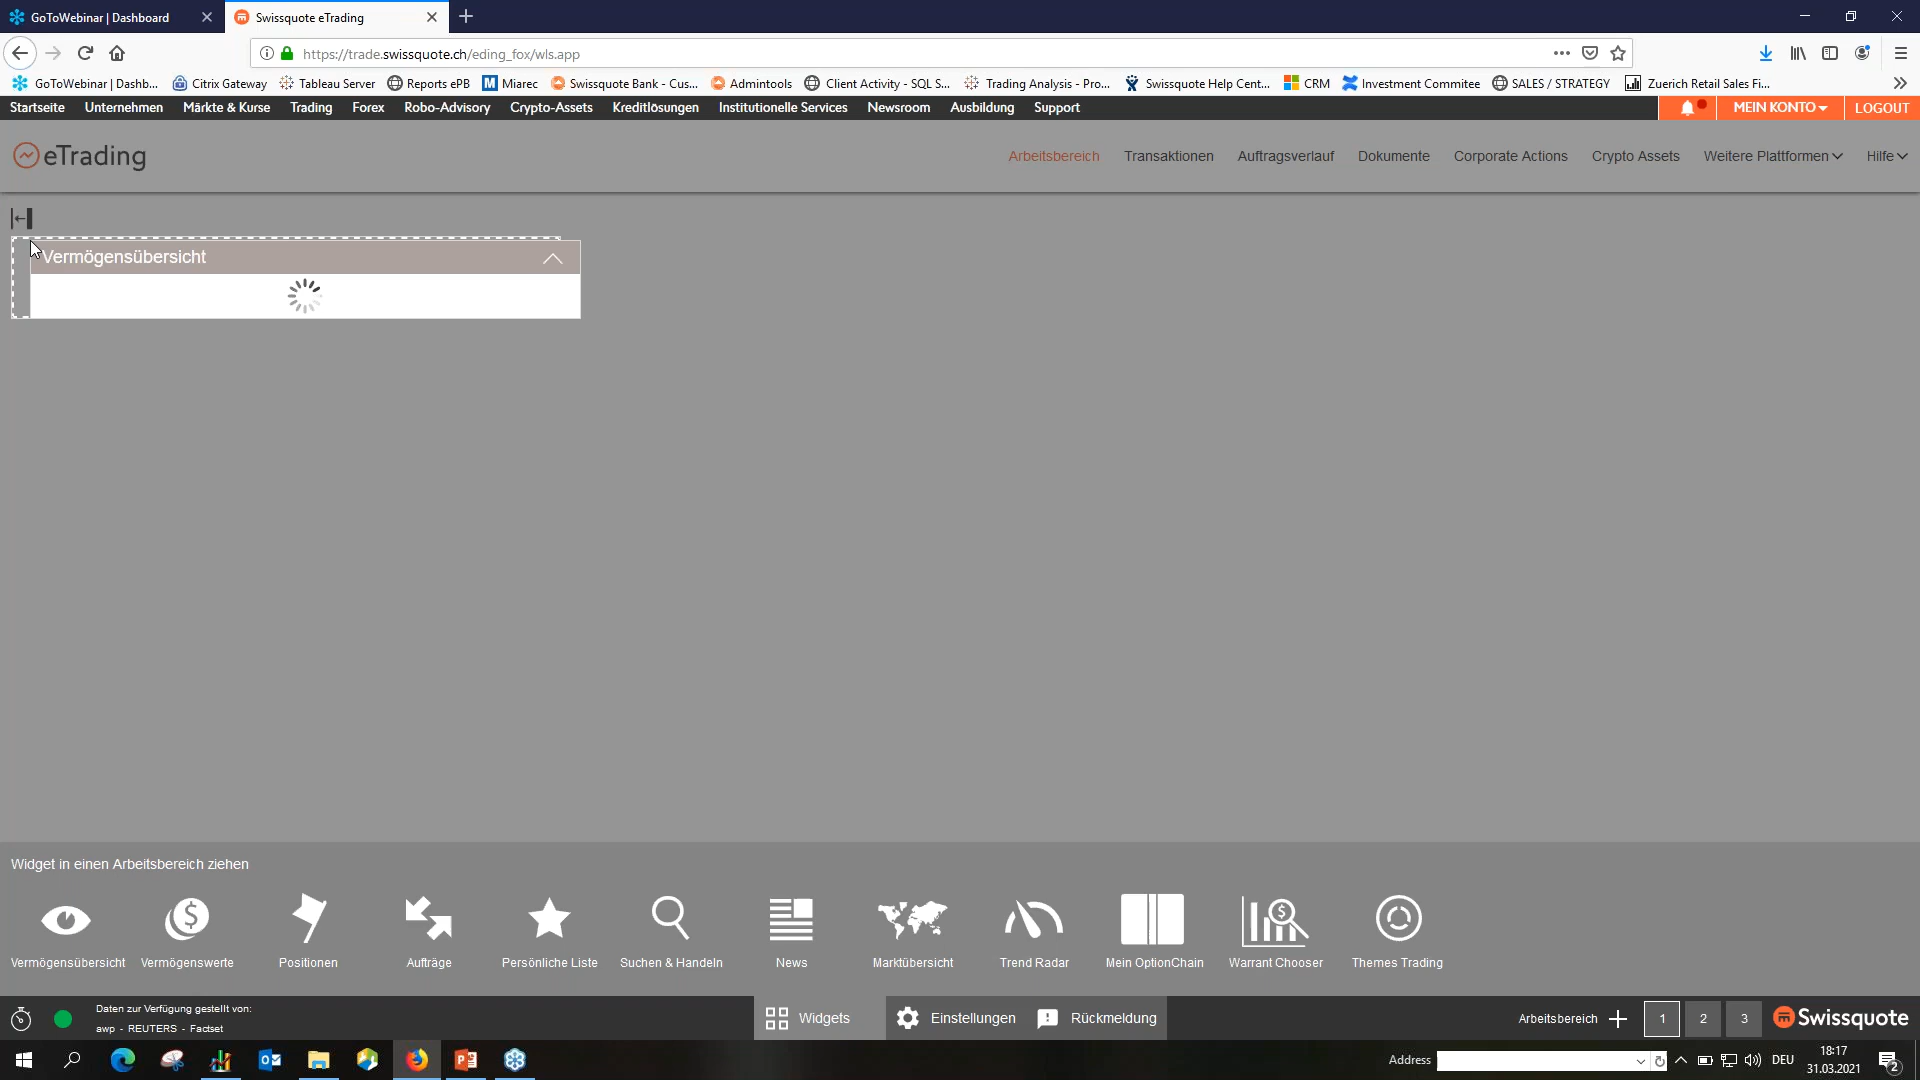 GoToWebinar | Dashboard
Swissquote eTrading
https://trade.swissquote.ch/eding_fox/wls.app
GoToWebinar | Dashb... Citrix Gateway Tableau Server Reports ePB Miarec Swissquote Bank - Cus... Admintools Client Activity - SQL S... Trading Analysis - Pro... Swissquote Help Cent... CRM Investment Commitee SALES / STRATEGY Zuerich Retail Sales Fi...
Startseite Unternehmen Märkte & Kurse Trading Forex Robo-Advisory Crypto-Assets Kreditlösungen Institutionelle Services Newsroom Ausbildung Support MEIN KONTO LOGOUT
eTrading Arbeitsbereich Transaktionen Auftragsverlauf Dokumente Corporate Actions Crypto Assets Weitere Plattformen Hilfe
Vermögensübersicht
Widget in einen Arbeitsbereich ziehen
Vermögensübersicht Vermögenswerte Positionen Aufträge Persönliche Liste Suchen & Handeln News Marktübersicht Trend Radar Mein OptionChain Warrant Chooser Themes Trading
Daten zur Verfügung gestellt von:
awp - REUTERS - Factset
Widgets Einstellungen Rückmeldung Arbeitsbereich 1 2 3 Swissquote
Address DEU 18:17
31.03.2021 2